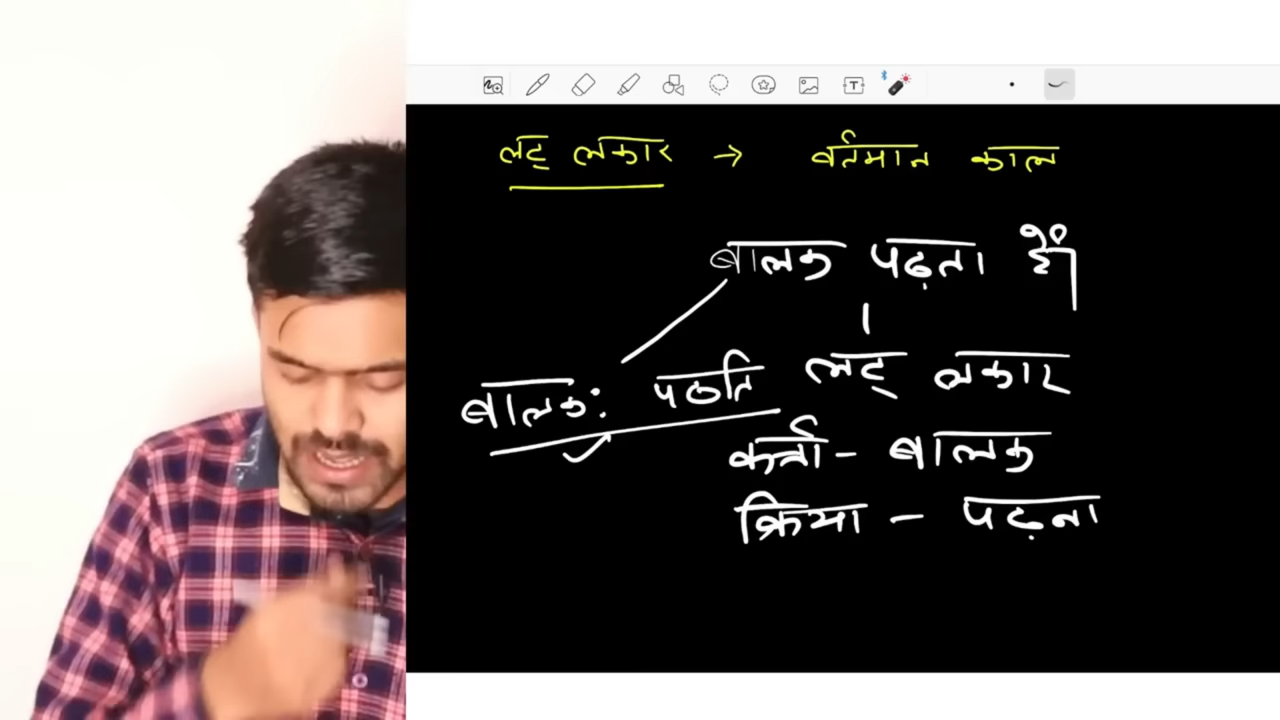 लट् लकार → वर्तमान काल
बालक पढ़ता है।
बालकः पठति
लट् लकार
कर्ता - बालक
क्रिया - पढ़ना